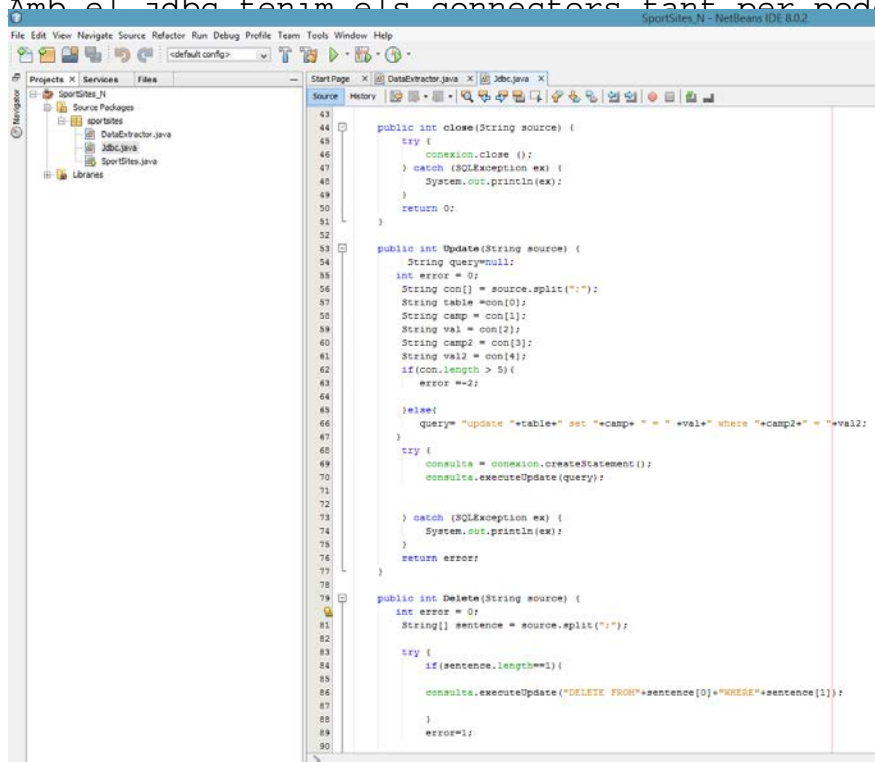 Amb el jdbc tenim els connectors tant per pode
SportSites_N - NetBeans IDE 8.0.2
File Edit View Navigate Source Refactor Run Debug Profile Team Tools Window Help
<default config>
Projects Services Files
Start Page DataExtractor.java Jdbc.java
Navigator
SportSites_N
Source Packages
sportsites
DataExtractor.java
Jdbc.java
SportSites.java
Libraries
Source History
43
44 public int close(String source) {
45 try {
46 conexion.close ();
47 } catch (SQLException ex) {
48 System.out.println(ex);
49 }
50 return 0;
51 }
52
53 public int Update(String source) {
54 String query=null;
55 int error = 0;
56 String con[] = source.split(";");
57 String table =con[0];
58 String camp = con[1];
59 String val = con[2];
60 String camp2 = con[3];
61 String val2 = con[4];
62 if(con.length > 5){
63 error =-2;
64
65 }else{
66 query= "update "+table+" set "+camp+ " = " +val+" where "+camp2+" = "+val2;
67 }
68 try {
69 consulta = conexion.createStatement();
70 consulta.executeUpdate(query);
71
72
73 } catch (SQLException ex) {
74 System.out.println(ex);
75 }
76 return error;
77 }
78
79 public int Delete(String source) {
int error = 0;
81 String[] sentence = source.split(";");
82
83 try {
84 if(sentence.length==1){
85
86 consulta.executeUpdate("DELETE FROM"+sentence[0]+"WHERE"+sentence[1]);
87
88 }
89 error=1;
90